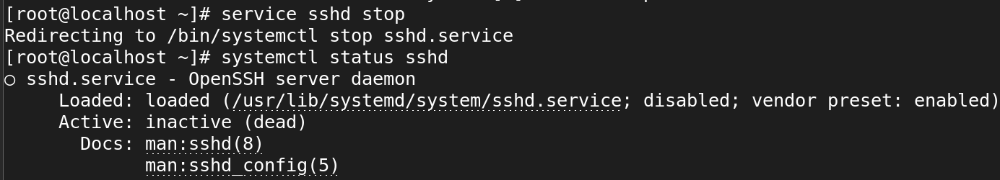 [root@localhost ~]# service sshd stop
Redirecting to /bin/systemctl stop sshd.service
[root@localhost ~]# systemctl status sshd
○ sshd.service - OpenSSH server daemon
     Loaded: loaded (/usr/lib/systemd/system/sshd.service; disabled; vendor preset: enabled)
     Active: inactive (dead)
       Docs: man:sshd(8)
             man:sshd_config(5)